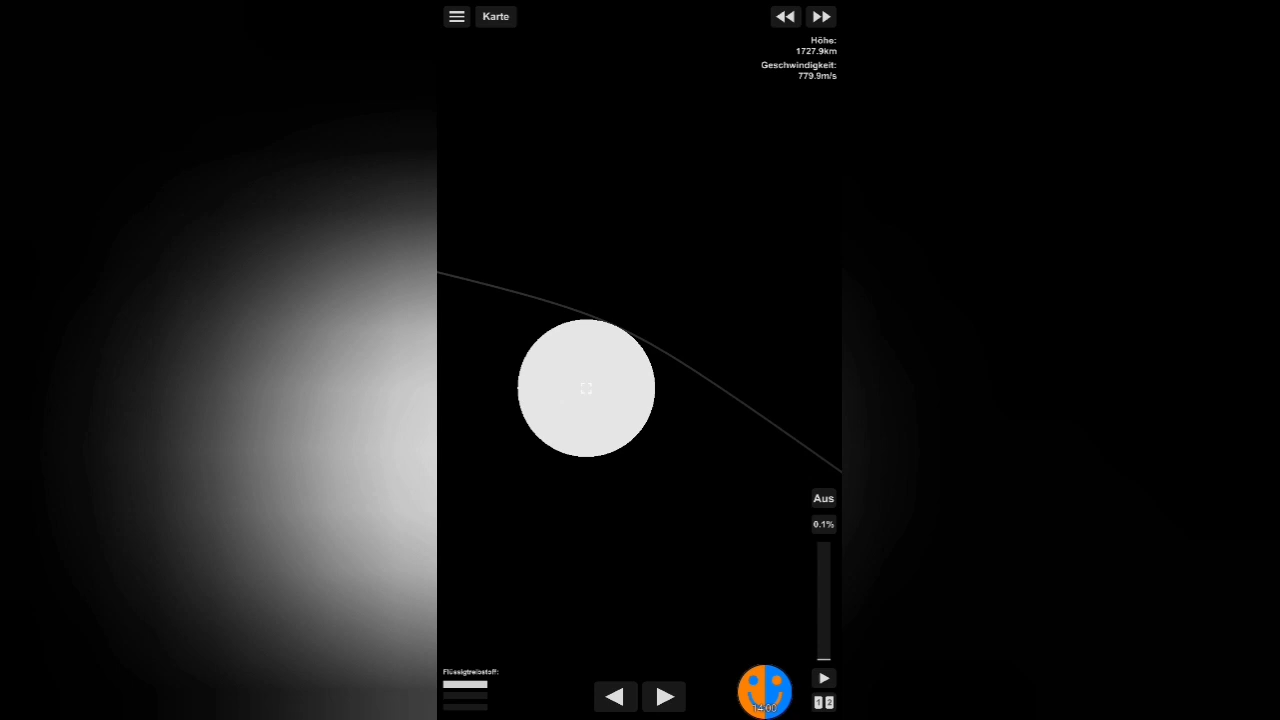 Karte
Höhe:
1727.9km
Geschwindigkeit:
779.9m/s
Aus
0.1%
Flüssigtreibstoff:
14:00
1 2